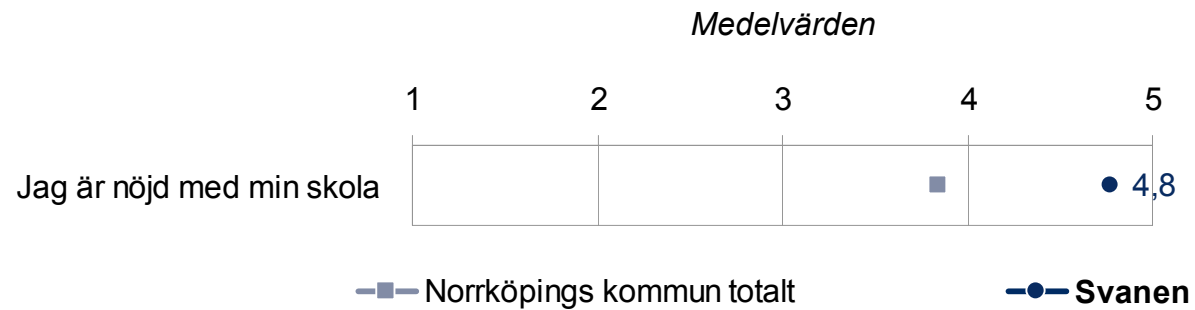 Medelvärden
1 2 3 4 5
Jag är nöjd med min skola 4,8
Norrköpings kommun totalt Svanen